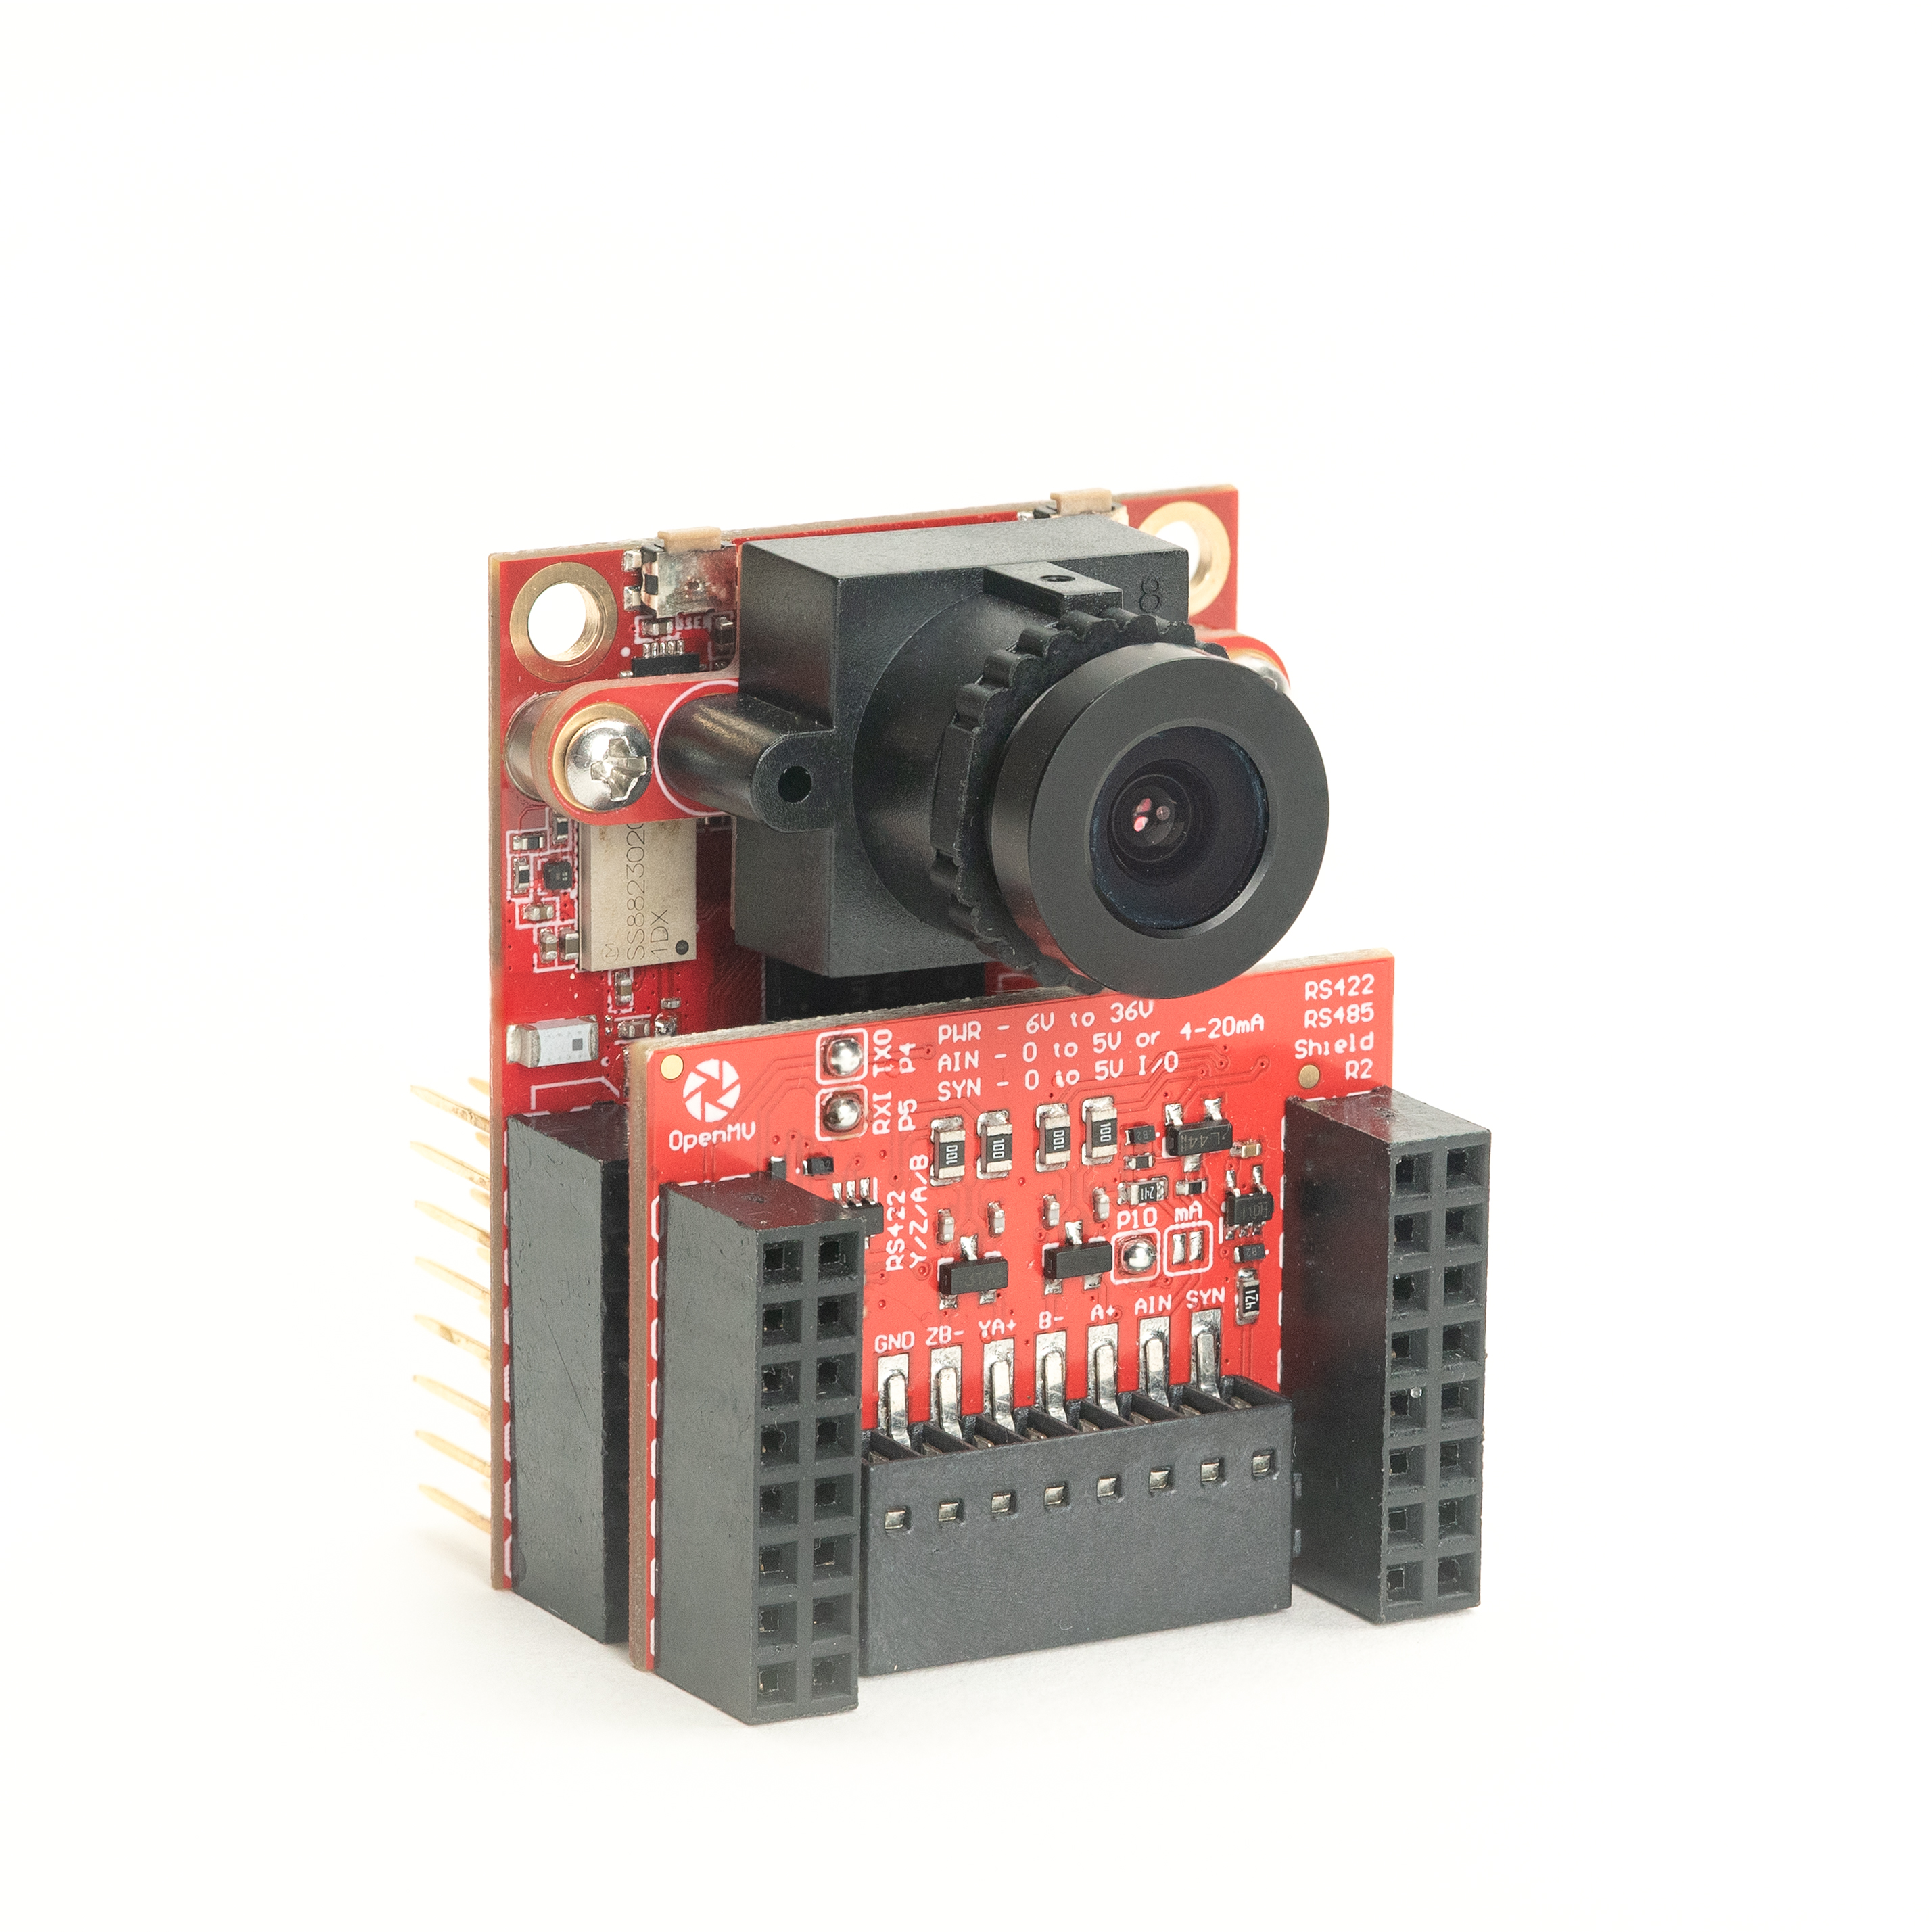 8
SS8823020
1DX
PWR - 6V to 36V
AIN - 0 to 5V or 4-20mA
SYN - 0 to 5V I/O
RS422
RS485
Shield
R2
OpenMV
TX0
P4
RXI
P5
RS422
Y/Z/A/B
100
100
100
100
241
P10
mA
GND
ZB-
YA+
B-
A+
AIN
SYN